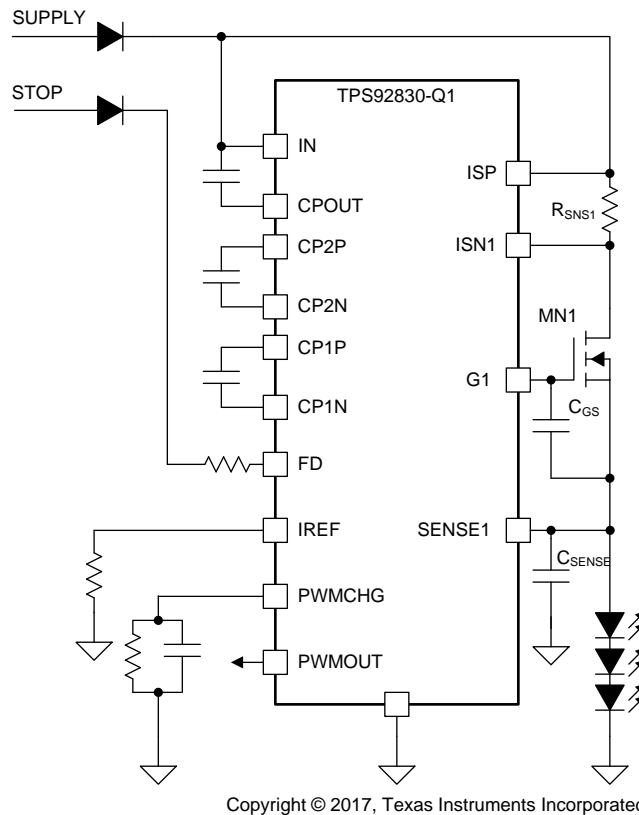 SUPPLY
STOP
TPS92830-Q1
IN
ISP
CPOUT
RSNS1
CP2P
ISN1
CP2N
MN1
CP1P
G1
CP1N
CGS
FD
IREF
SENSE1
CSENSE
PWMCHG
PWMOUT
Copyright © 2017, Texas Instruments Incorporated